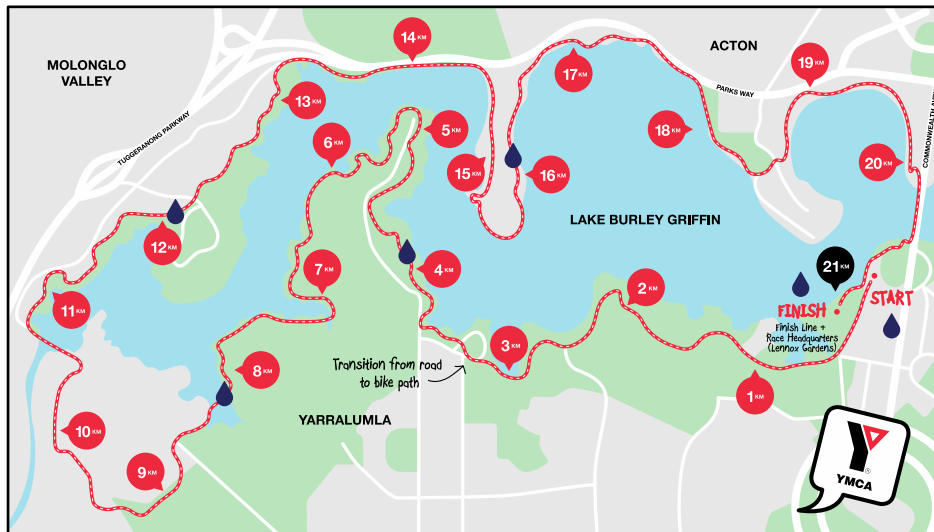 MOLONGLO
VALLEY
TUGGERANONG PARKWAY
14 KM
ACTON
PARKS WAY
19 KM
COMMONWEALTH AVE
17 KM
13 KM
6 KM
5 KM
15 KM
16 KM
18 KM
20 KM
12 KM
LAKE BURLEY GRIFFIN
7 KM
4 KM
2 KM
21 KM
START
FINISH
Finish Line +
Race Headquarters
(Lennox Gardens)
11 KM
3 KM
Transition from road
to bike path
8 KM
1 KM
YARRALUMLA
10 KM
9 KM
Y
®
YMCA